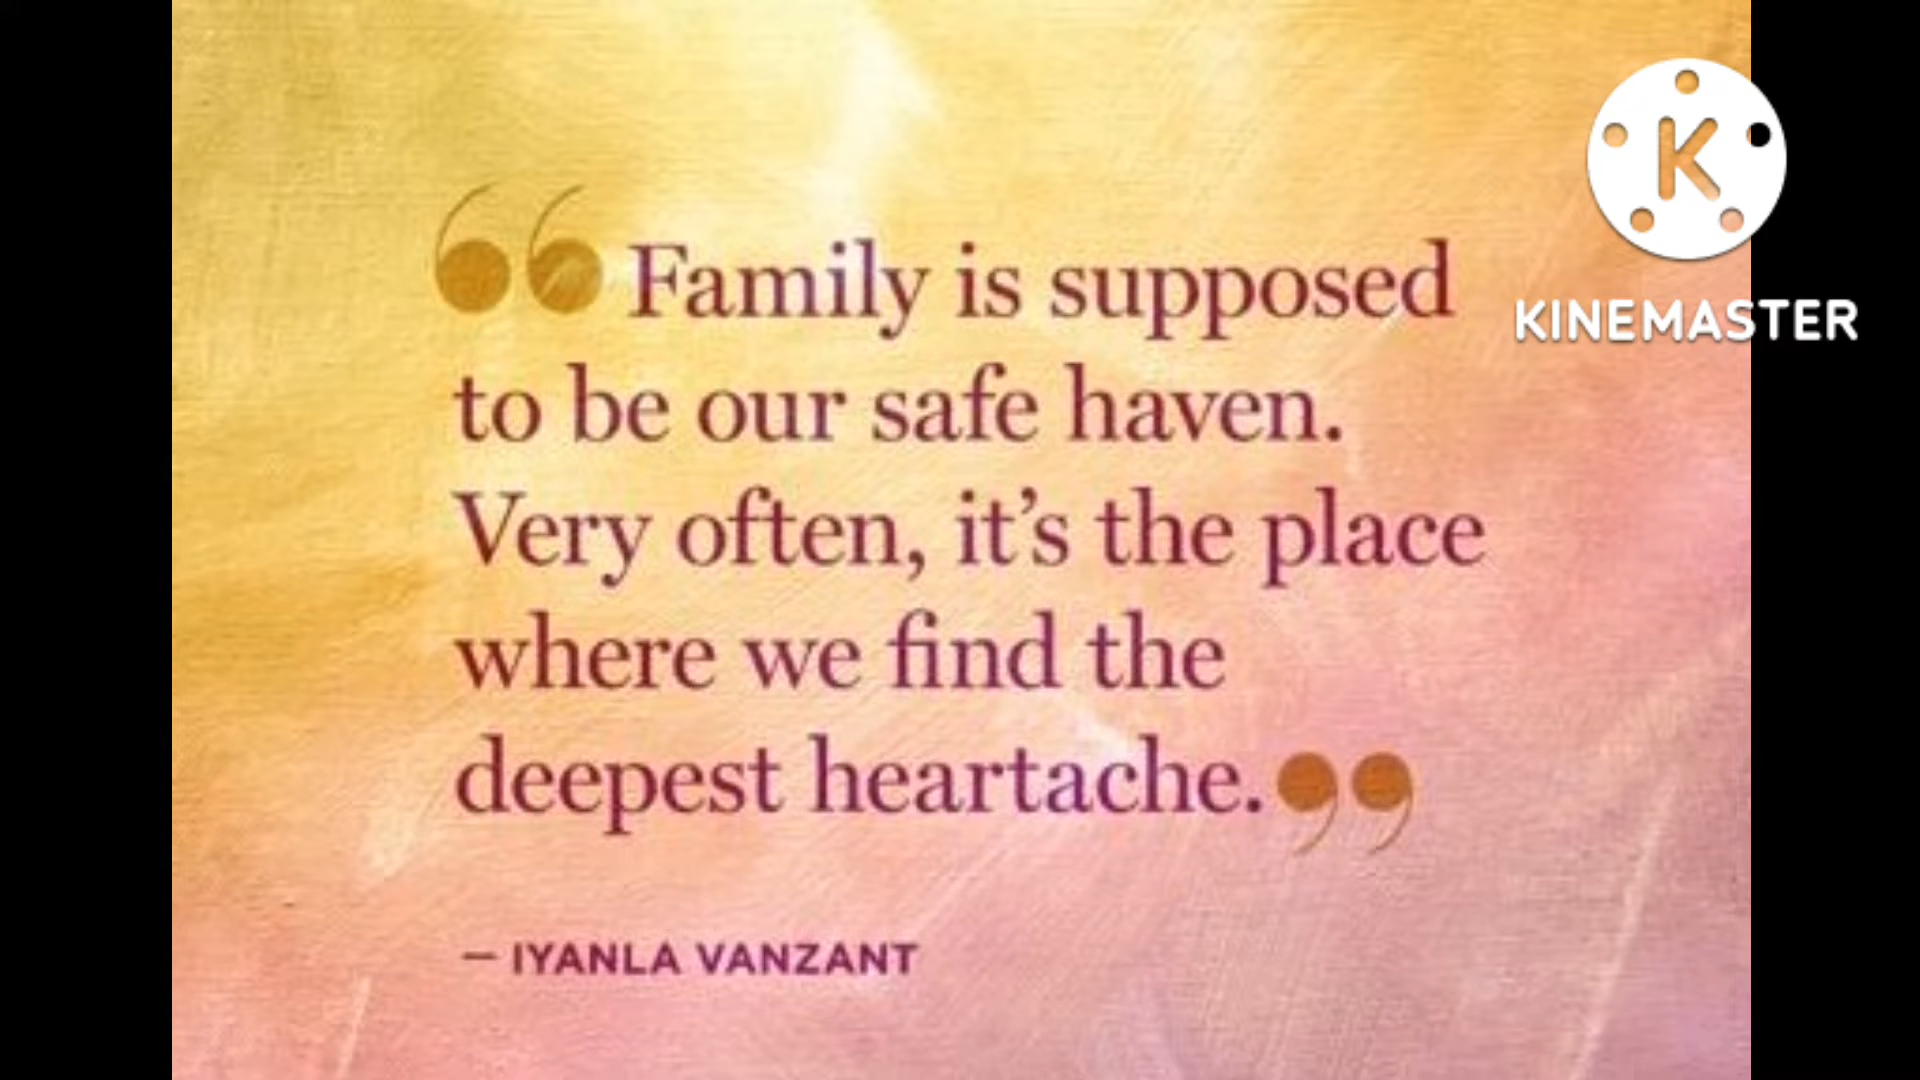 “Family is supposed
to be our safe haven.
Very often, it’s the place
where we find the
deepest heartache.”
– IYANLA VANZANT
K
KINEMASTER